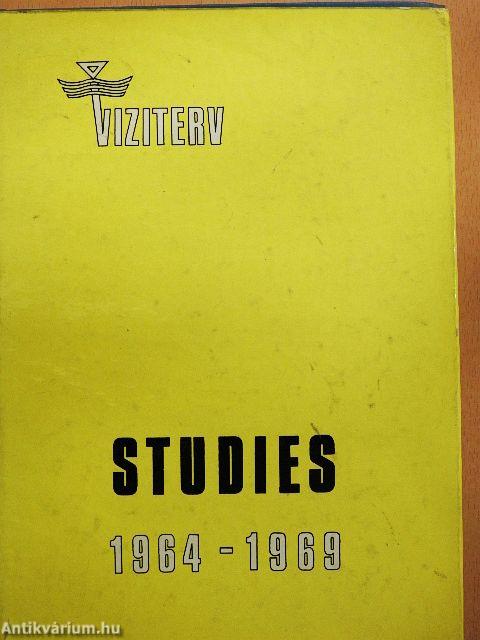 VIZITERV
STUDIES
1964 - 1969
Antikvárium.hu